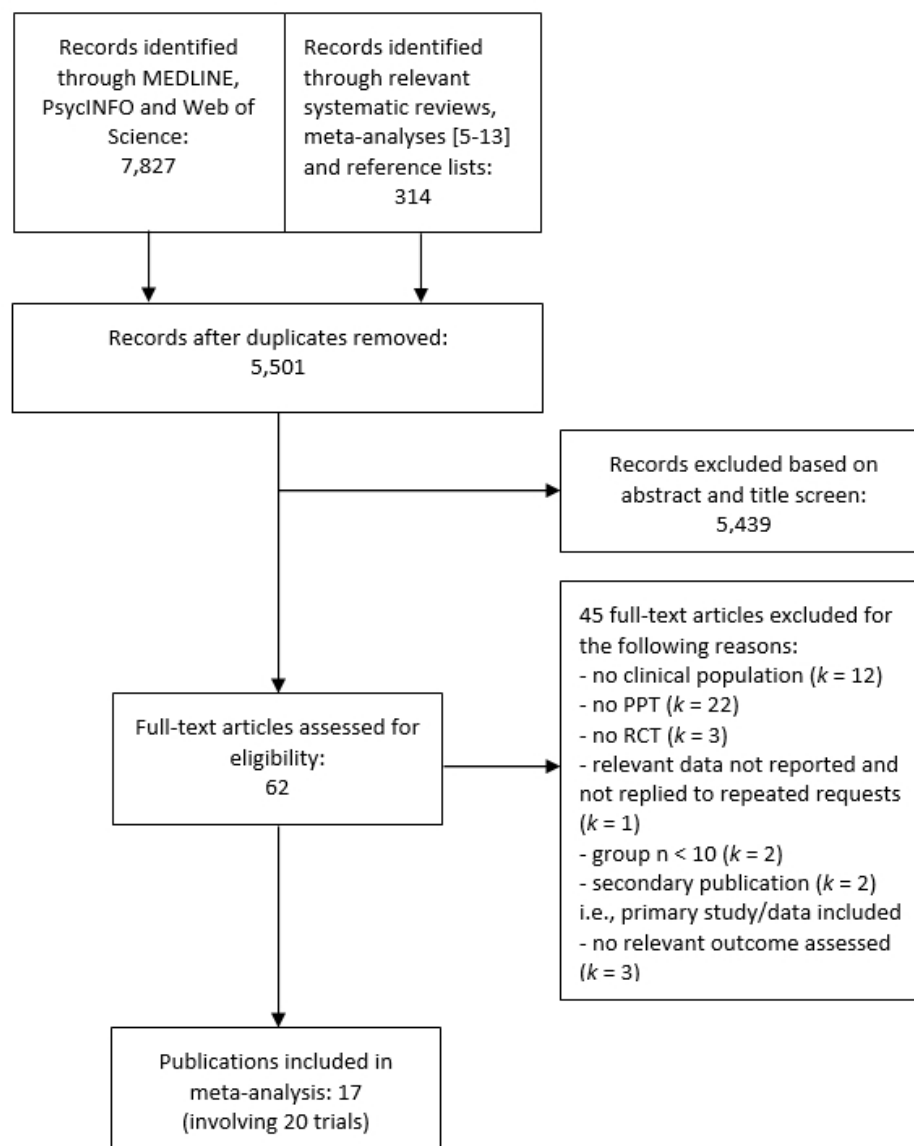 Records identified
through MEDLINE,
PsycINFO and Web of
Science:
7,827
Records identified
through relevant
systematic reviews,
meta-analyses [5-13]
and reference lists:
314
Records after duplicates removed:
5,501
Records excluded based on
abstract and title screen:
5,439
Full-text articles assessed for
eligibility:
62
45 full-text articles excluded for
the following reasons:
- no clinical population (k = 12)
- no PPT (k = 22)
- no RCT (k = 3)
- relevant data not reported and
not replied to repeated requests
(k = 1)
- group n < 10 (k = 2)
- secondary publication (k = 2)
i.e., primary study/data included
- no relevant outcome assessed
(k = 3)
Publications included in
meta-analysis: 17
(involving 20 trials)